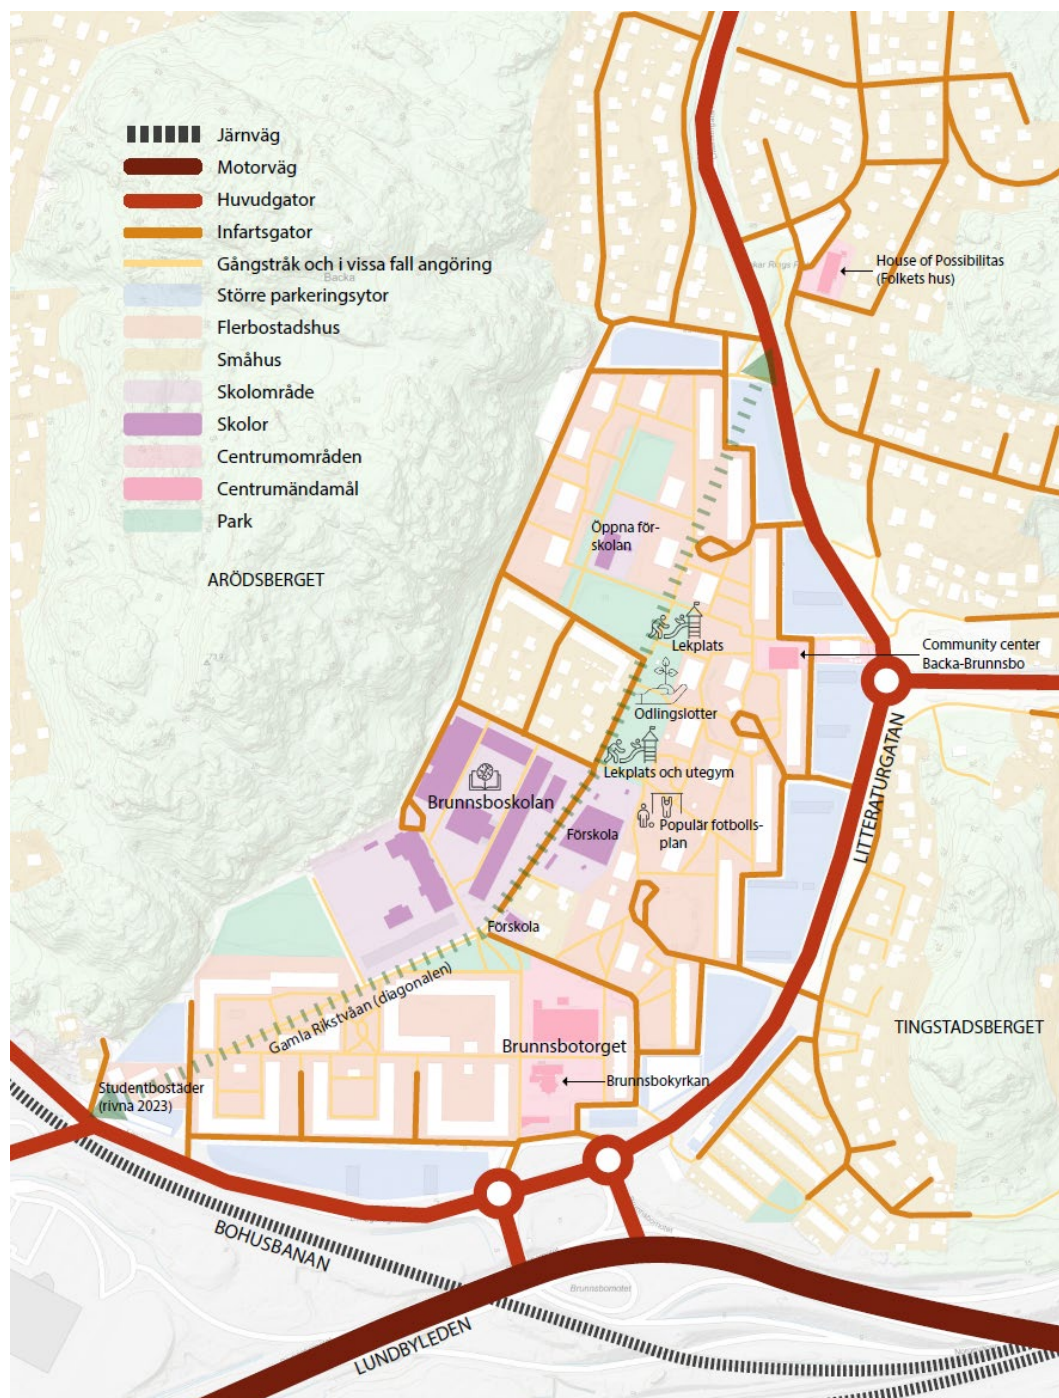 Järnväg
Motorväg
Huvudgator
Infartsgator
Gångstråk och i vissa fall angöring
Backa
Större parkeringsytor
Flerbostadshus
Småhus
Skolområde
Skolor
Centrumområden
Centrumändamål
Park
House of Possibilitas
(Folkets hus)
ARÖDSBERGET
Öppna för-
skolan
Lekplats
Community center
Backa-Brunnsbo
Odlingslotter
LITTERATURGATAN
Lekplats och utegym
Brunnsboskolan
Förskola
Populär fotbolls-
plan
Förskola
Gamla Rikstvåan (diagonalen)
TINGSTADSBERGET
Brunnsbotorget
Brunnsbokyrkan
Studentbostäder
(rivna 2023)
BOHUSBANAN
Brunnsbomotet
LUNDBYLEDEN